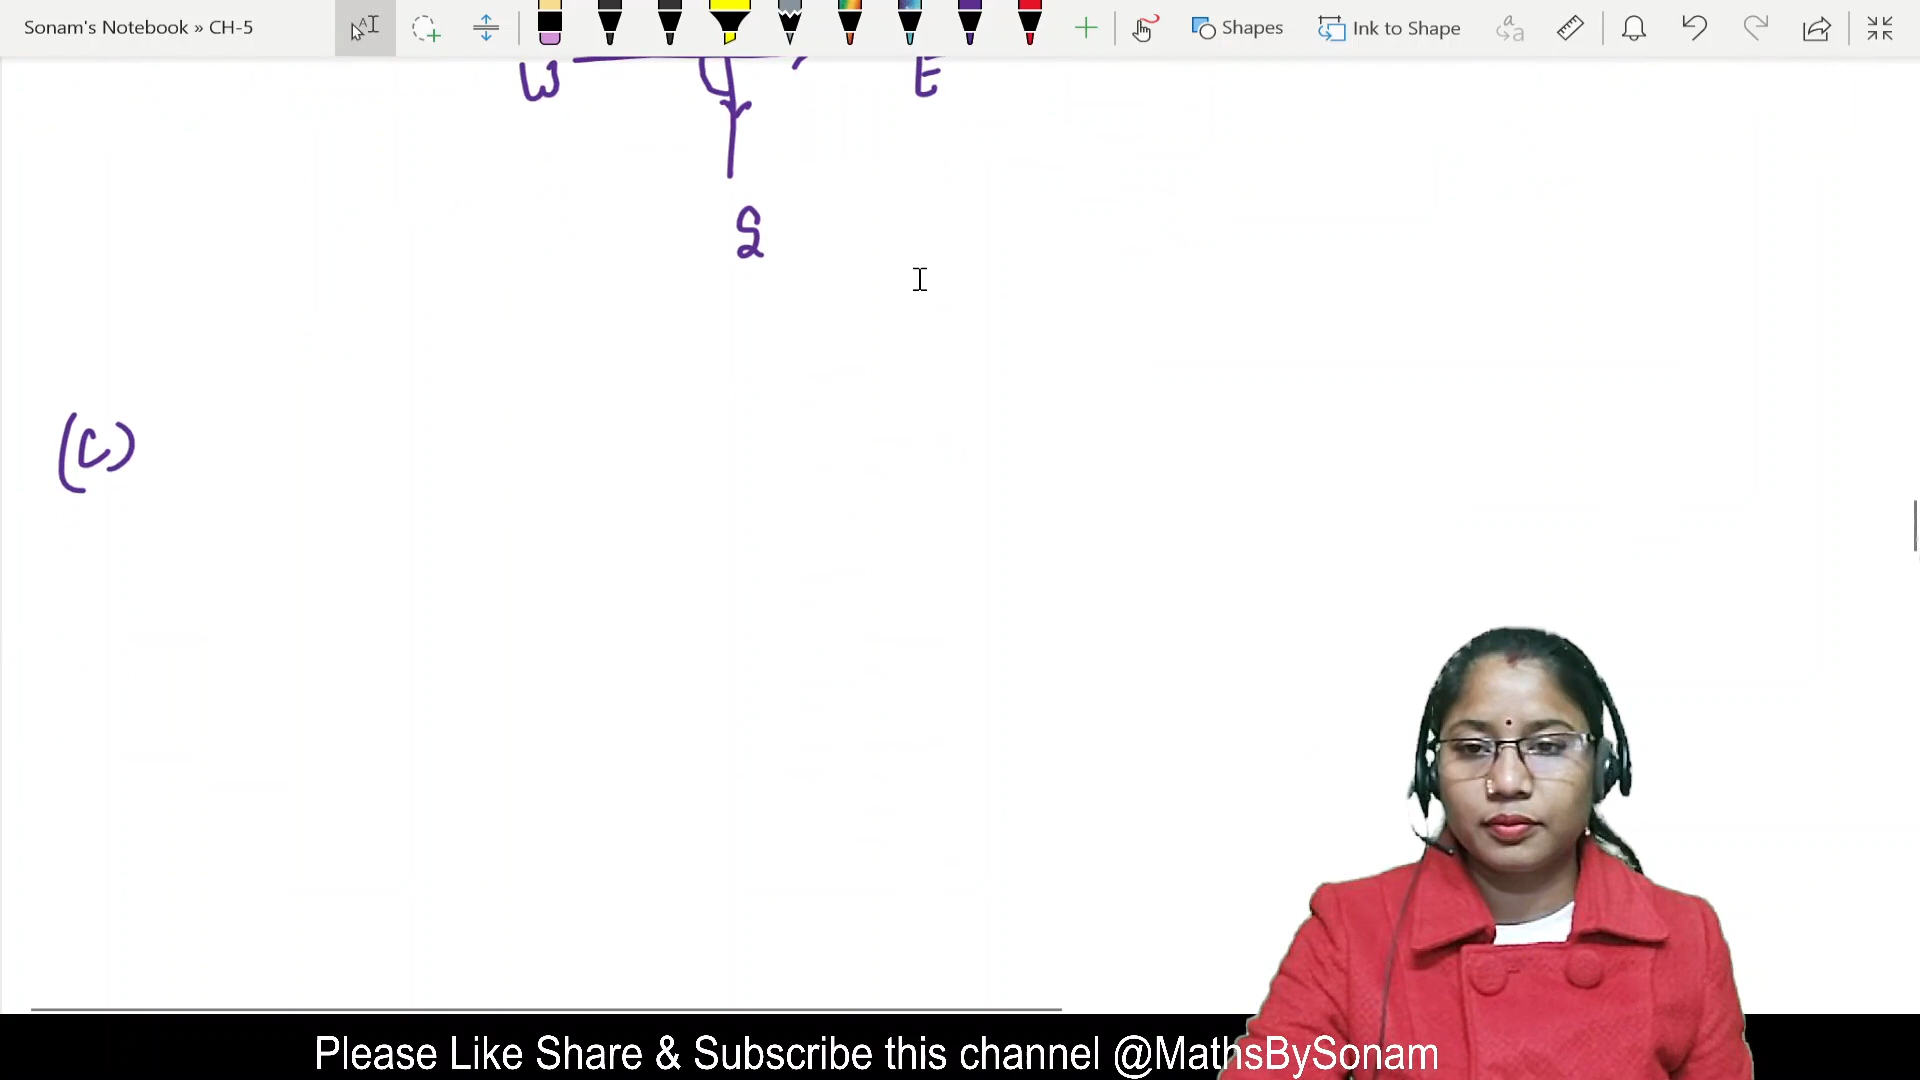 Sonam's Notebook » CH-5
Shapes
Ink to Shape
W E
S
(C)
Please Like Share & Subscribe this channel @MathsBySonam